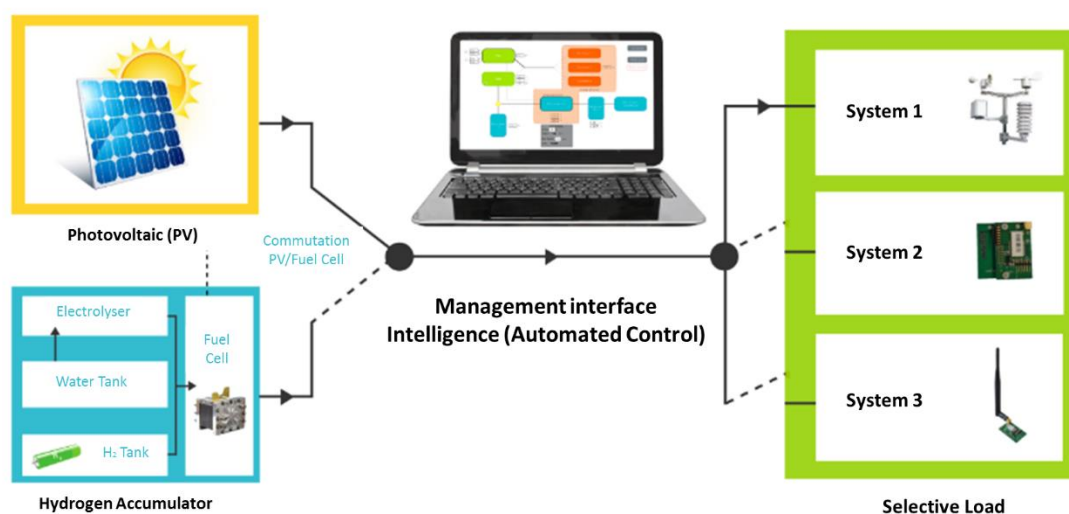 Photovoltaic (PV)
Commutation
PV/Fuel Cell
Electrolyser
Water Tank
H₂ Tank
Fuel
Cell
Hydrogen Accumulator
Management interface
Intelligence (Automated Control)
System 1
System 2
System 3
Selective Load